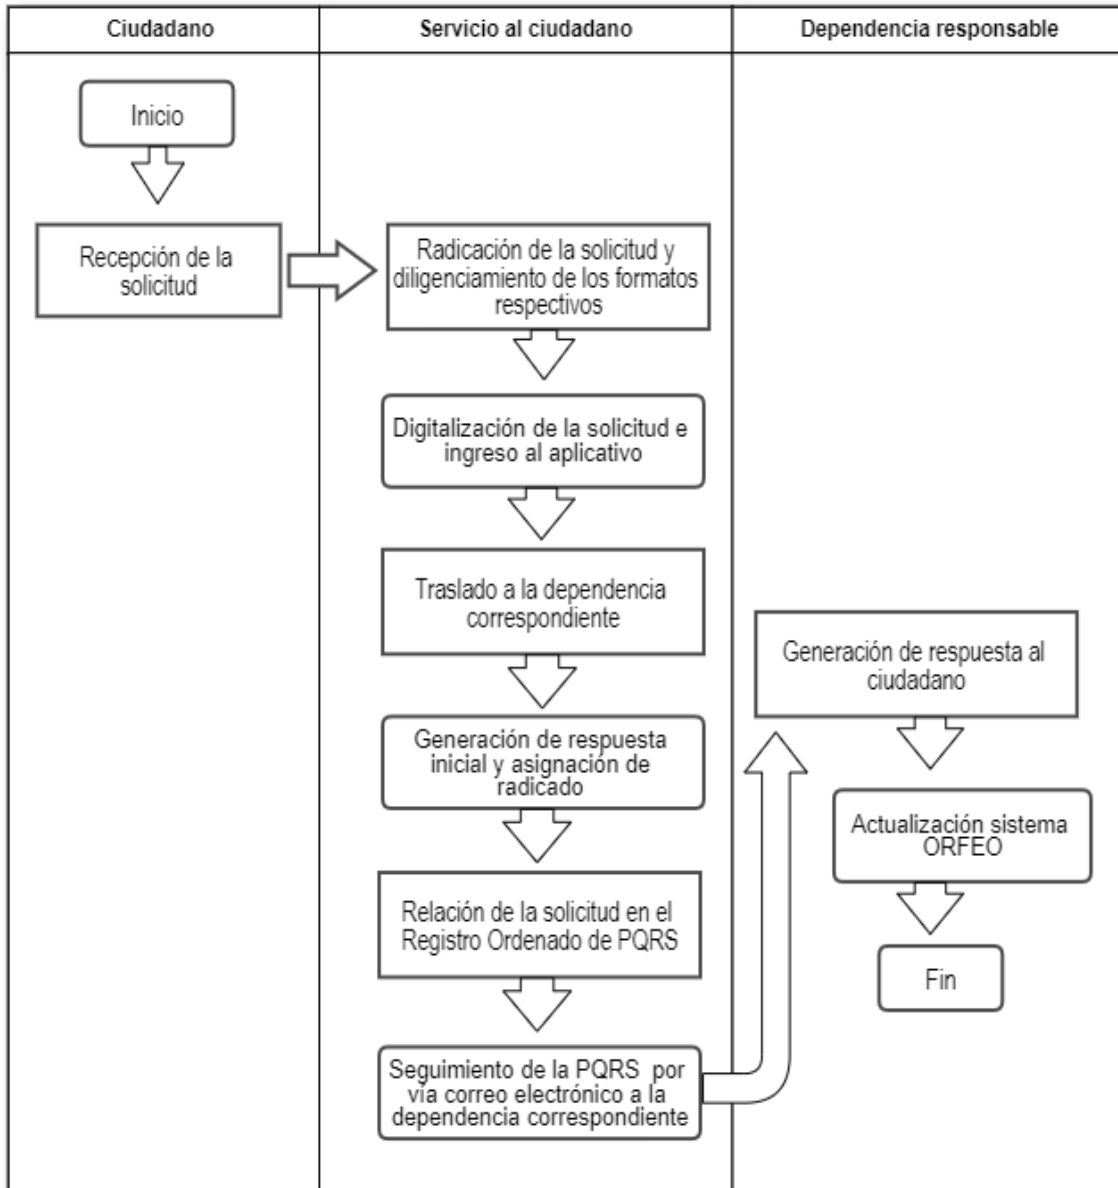 Ciudadano
Servicio al ciudadano
Dependencia responsable
Inicio
Recepción de la
solicitud
Radicación de la solicitud y
diligenciamiento de los formatos
respectivos
Digitalización de la solicitud e
ingreso al aplicativo
Traslado a la dependencia
correspondiente
Generación de respuesta
inicial y asignación de
radicado
Relación de la solicitud en el
Registro Ordenado de PQRS
Seguimiento de la PQRS por
vía correo electrónico a la
dependencia correspondiente
Generación de respuesta al
ciudadano
Actualización sistema
ORFEO
Fin